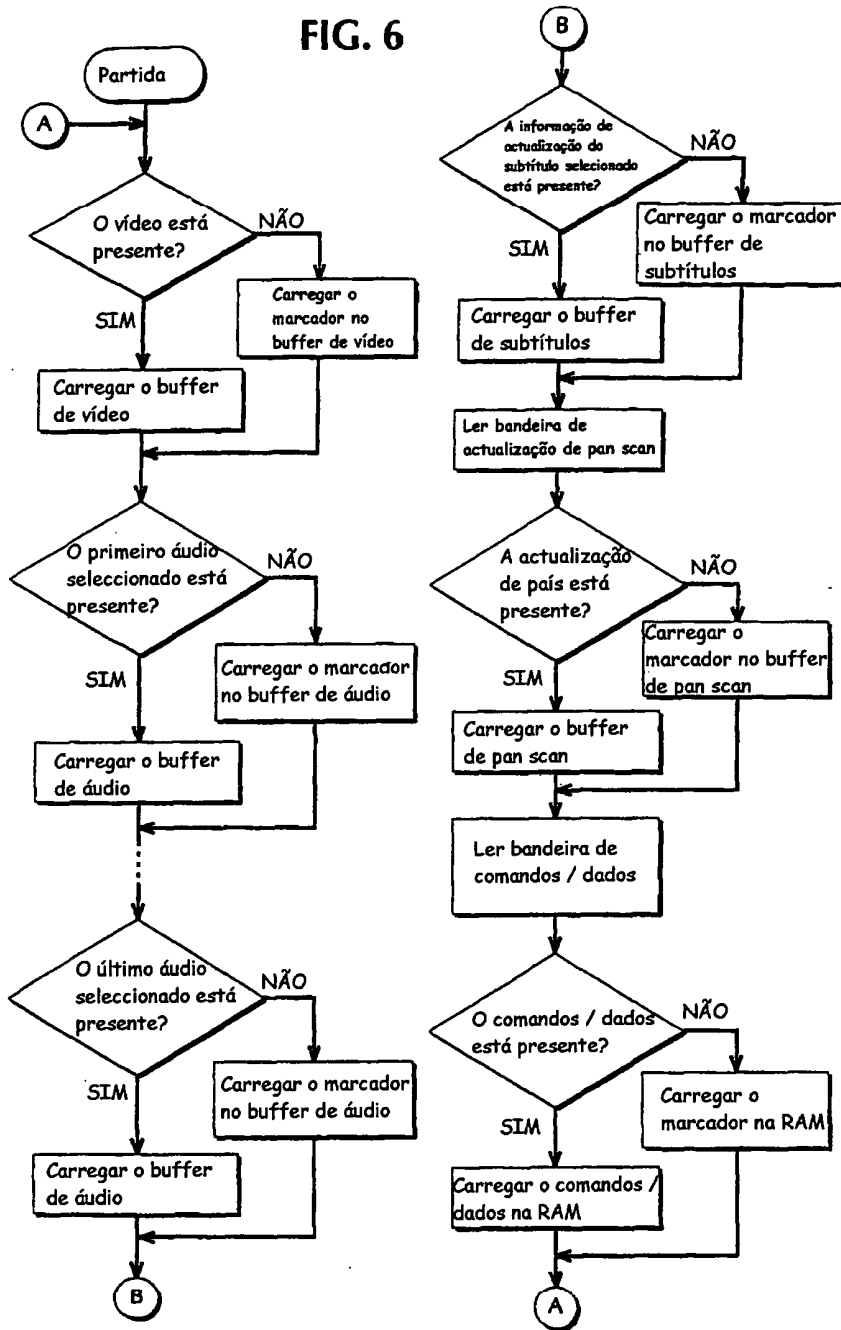 FIG. 6
Partida
A
O vídeo está
presente?
NÃO
SIM
Carregar o
marcador no
buffer de vídeo
Carregar o buffer
de vídeo
O primeiro áudio
seleccionado está
presente?
NÃO
SIM
Carregar o marcador
no buffer de áudio
Carregar o buffer
de áudio
O último áudio
seleccionado está
presente?
NÃO
SIM
Carregar o marcador
no buffer de áudio
Carregar o buffer
de áudio
B
B
A informação de
actualização do
subtítulo selecionado
está presente?
NÃO
SIM
Carregar o marcador
no buffer de
subtítulos
Carregar o buffer
de subtítulos
Ler bandeira de
actualização de pan scan
A actualização
de país está
presente?
NÃO
SIM
Carregar o
marcador no buffer
de pan scan
Carregar o buffer
de pan scan
Ler bandeira de
comandos / dados
O comandos / dados
está presente?
NÃO
SIM
Carregar o
marcador na RAM
Carregar o comandos /
dados na RAM
A